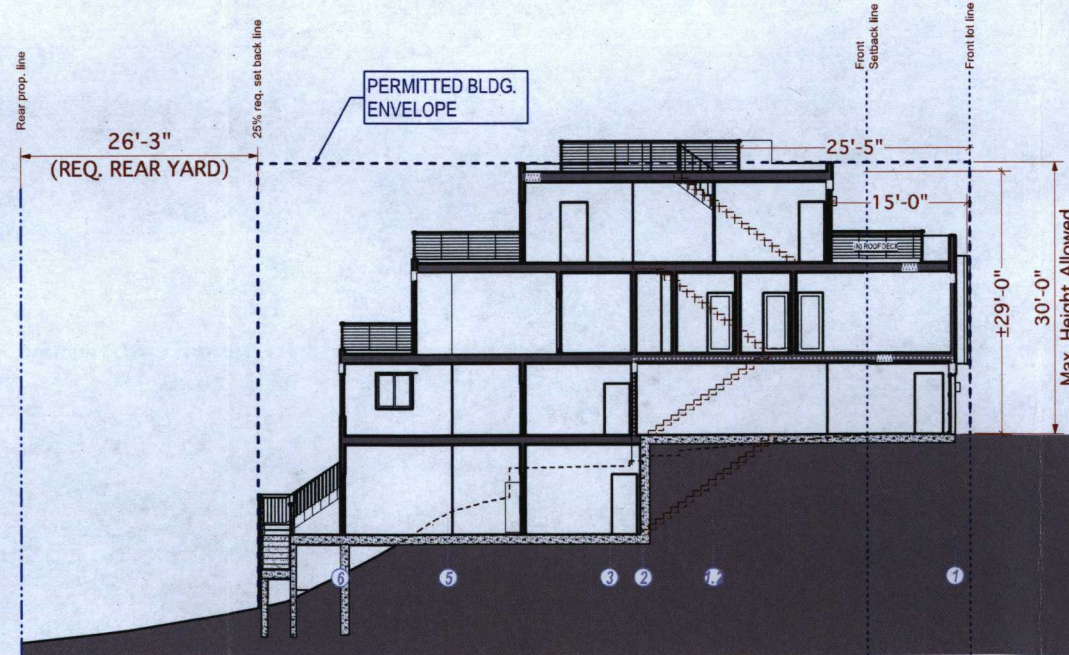 Rear prop. line
25% req. set back line
Front
Setback line
Front lot line
PERMITTED BLDG.
ENVELOPE
26'-3"
(REQ. REAR YARD)
25'-5"
15'-0"
(N) ROOF DECK
±29'-0"
30'-0"
Max. Height Allowed
6
5
3
2
1